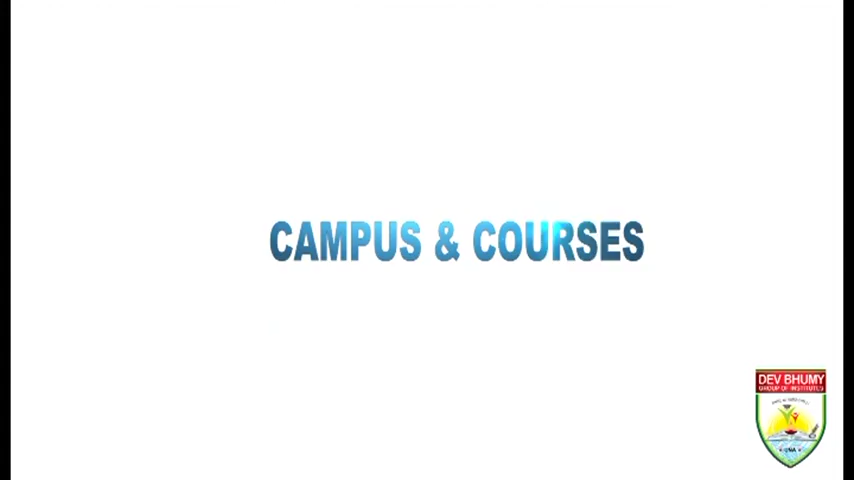 CAMPUS & COURSES
DEV BHUMY
GROUP OF INSTITUTES
UNA